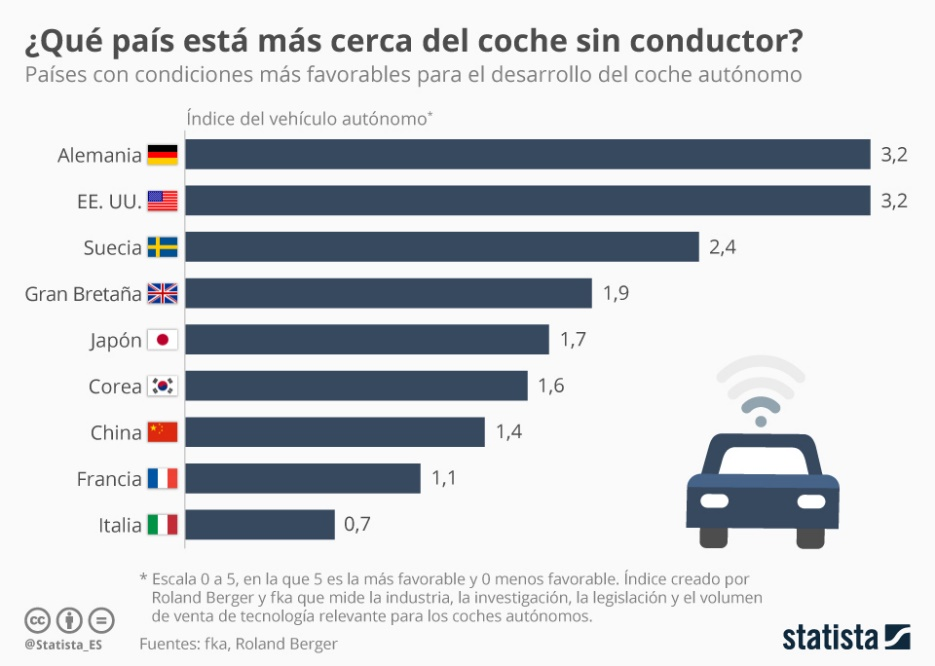 ¿Qué país está más cerca del coche sin conductor?
Países con condiciones más favorables para el desarrollo del coche autónomo
Índice del vehículo autónomo*
Alemania 3,2
EE. UU. 3,2
Suecia 2,4
Gran Bretaña 1,9
Japón 1,7
Corea 1,6
China 1,4
Francia 1,1
Italia 0,7
* Escala 0 a 5, en la que 5 es la más favorable y 0 menos favorable. Índice creado por
Roland Berger y fka que mide la industria, la investigación, la legislación y el volumen
de venta de tecnología relevante para los coches autónomos.
cc
@Statista_ES
Fuentes: fka, Roland Berger
statista